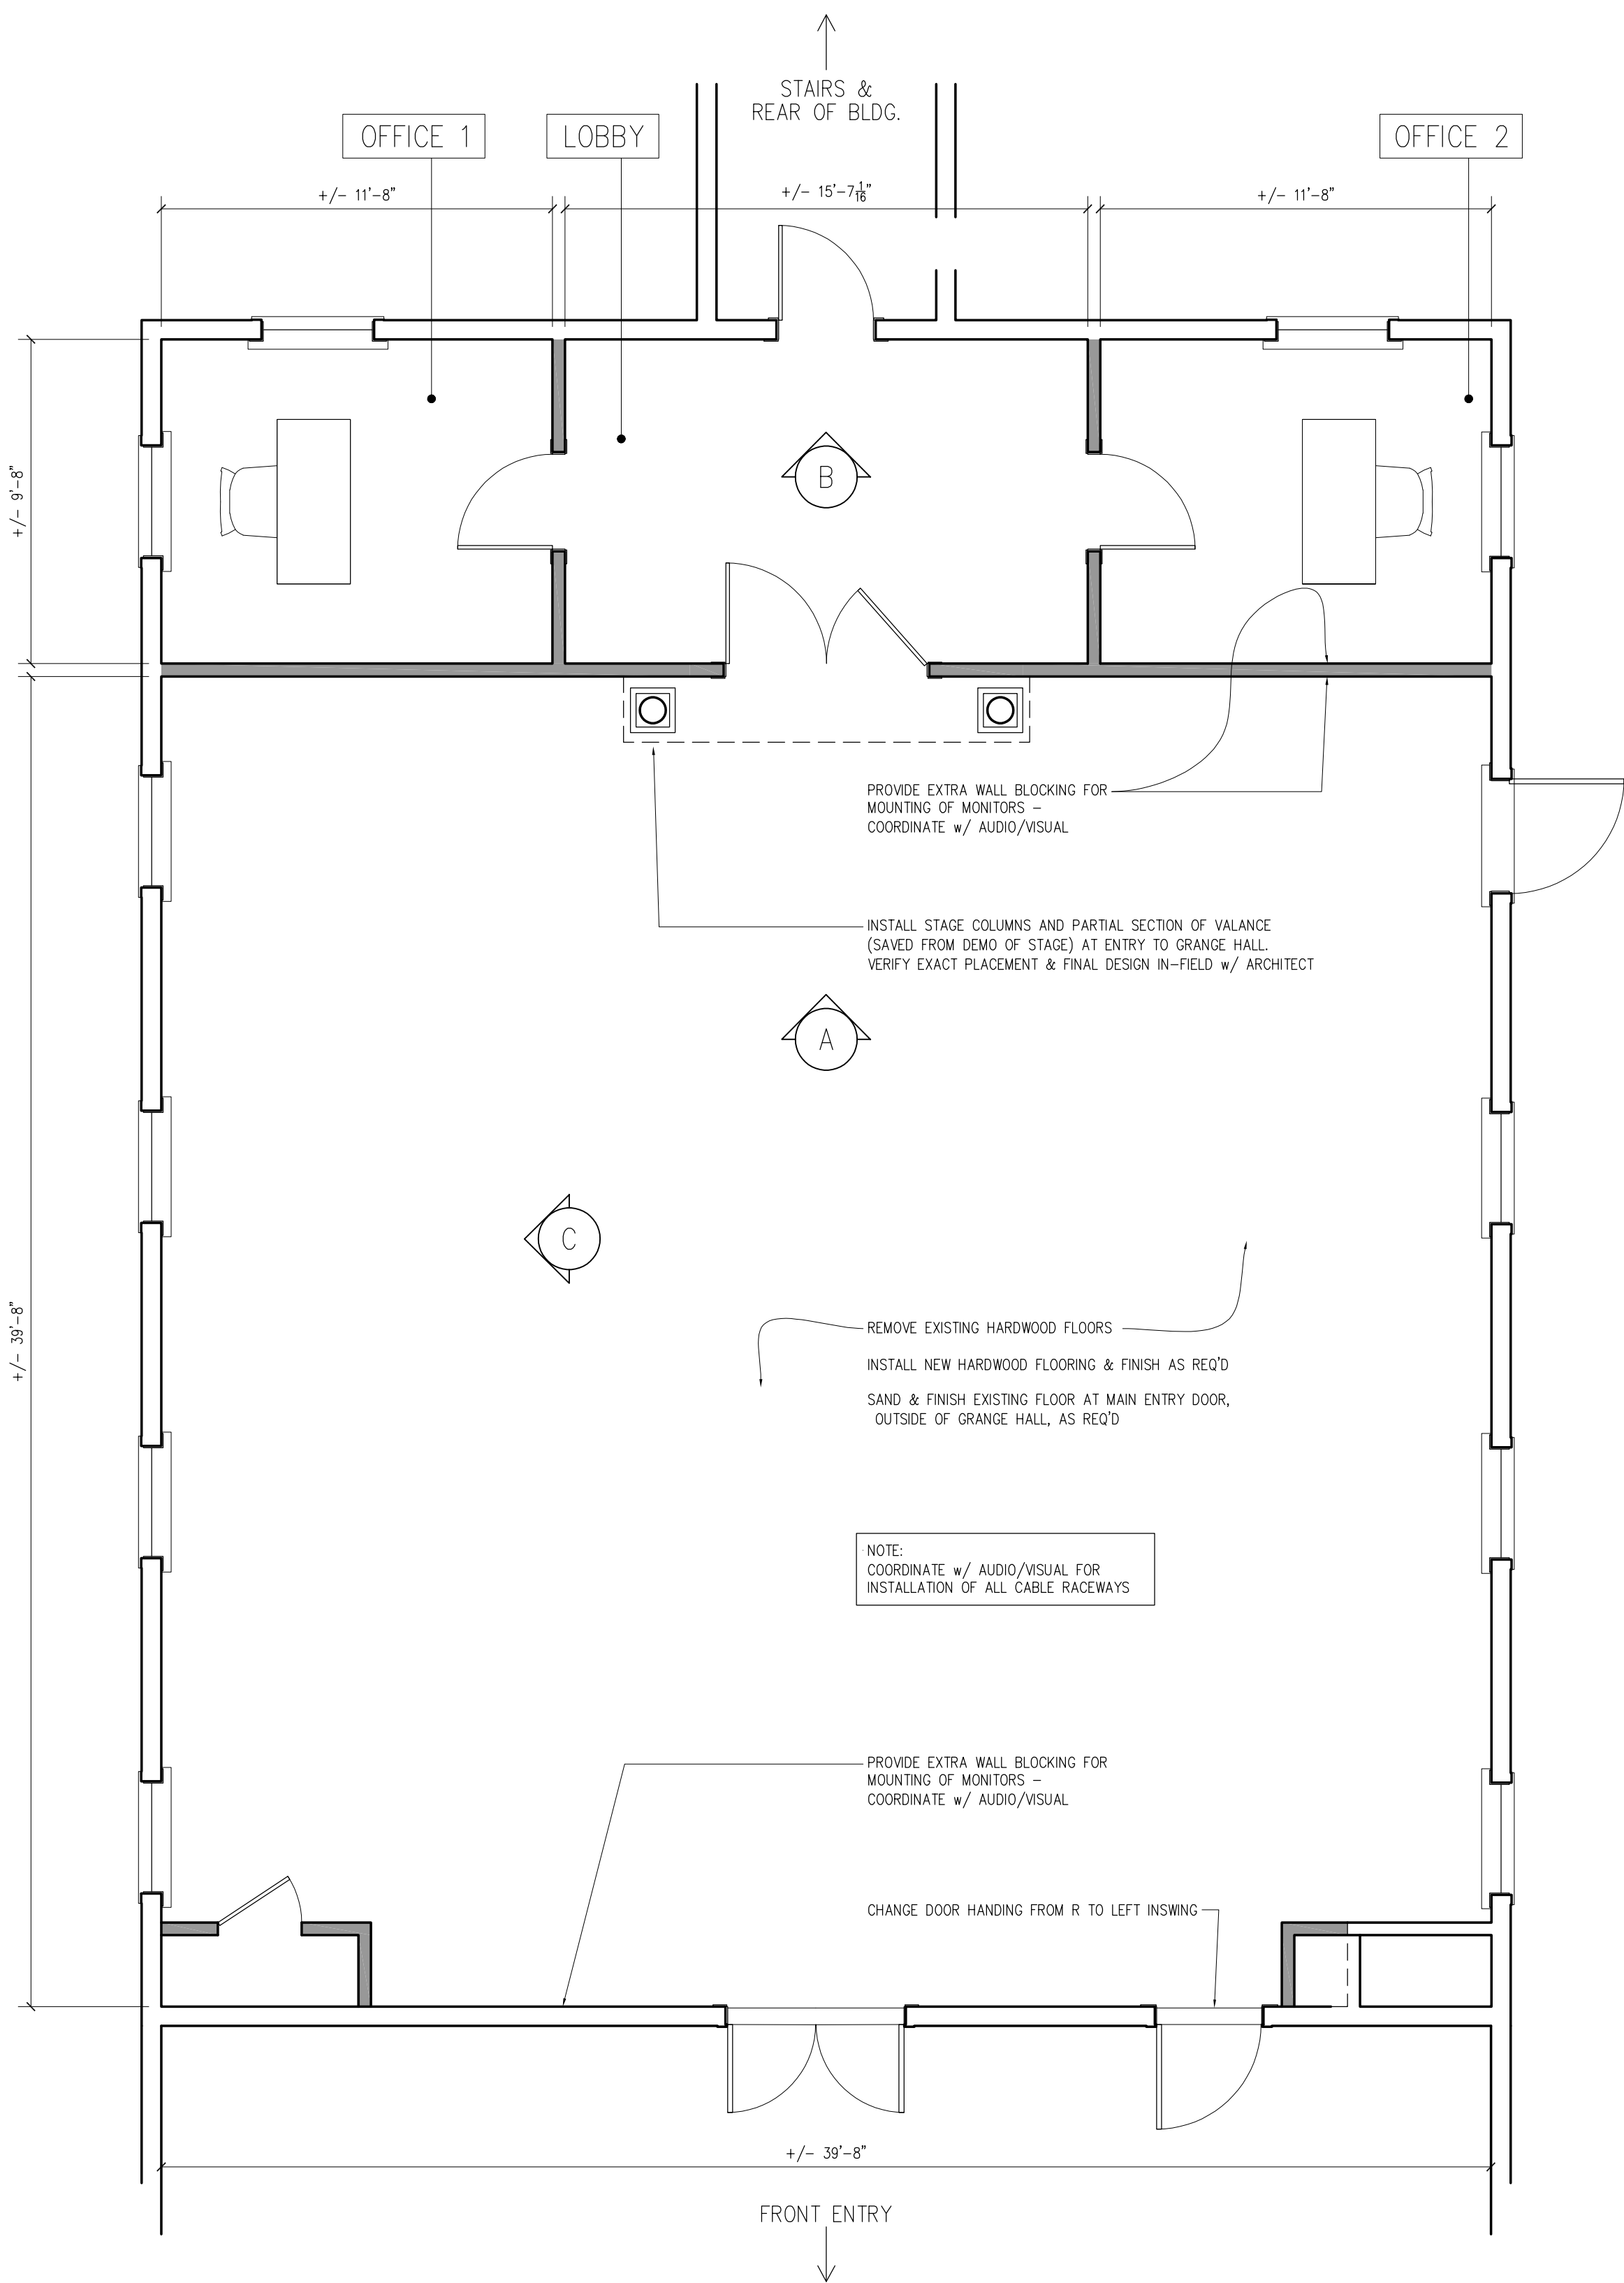 STAIRS &
REAR OF BLDG.
OFFICE 1
LOBBY
OFFICE 2
+/- 11'-8"
+/- 15'-7 1/16"
+/- 11'-8"
+/- 9'-8"
B
PROVIDE EXTRA WALL BLOCKING FOR
MOUNTING OF MONITORS -
COORDINATE w/ AUDIO/VISUAL
INSTALL STAGE COLUMNS AND PARTIAL SECTION OF VALANCE
(SAVED FROM DEMO OF STAGE) AT ENTRY TO GRANGE HALL.
VERIFY EXACT PLACEMENT & FINAL DESIGN IN-FIELD w/ ARCHITECT
A
C
+/- 39'-8"
REMOVE EXISTING HARDWOOD FLOORS
INSTALL NEW HARDWOOD FLOORING & FINISH AS REQ'D
SAND & FINISH EXISTING FLOOR AT MAIN ENTRY DOOR,
OUTSIDE OF GRANGE HALL, AS REQ'D
NOTE:
COORDINATE w/ AUDIO/VISUAL FOR
INSTALLATION OF ALL CABLE RACEWAYS
PROVIDE EXTRA WALL BLOCKING FOR
MOUNTING OF MONITORS -
COORDINATE w/ AUDIO/VISUAL
CHANGE DOOR HANDING FROM R TO LEFT INSWING
+/- 39'-8"
FRONT ENTRY